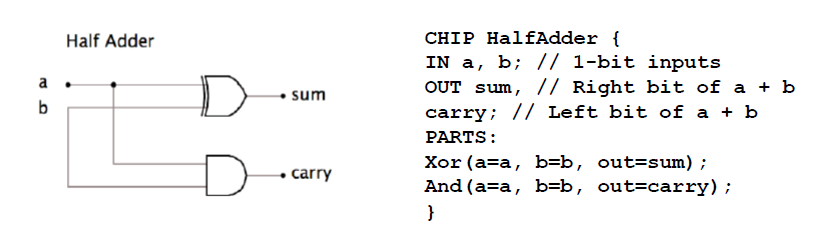 Half Adder
a
b
sum
carry
CHIP HalfAdder {
IN a, b; // 1-bit inputs
OUT sum, // Right bit of a + b
carry; // Left bit of a + b
PARTS:
Xor(a=a, b=b, out=sum);
And(a=a, b=b, out=carry);
}